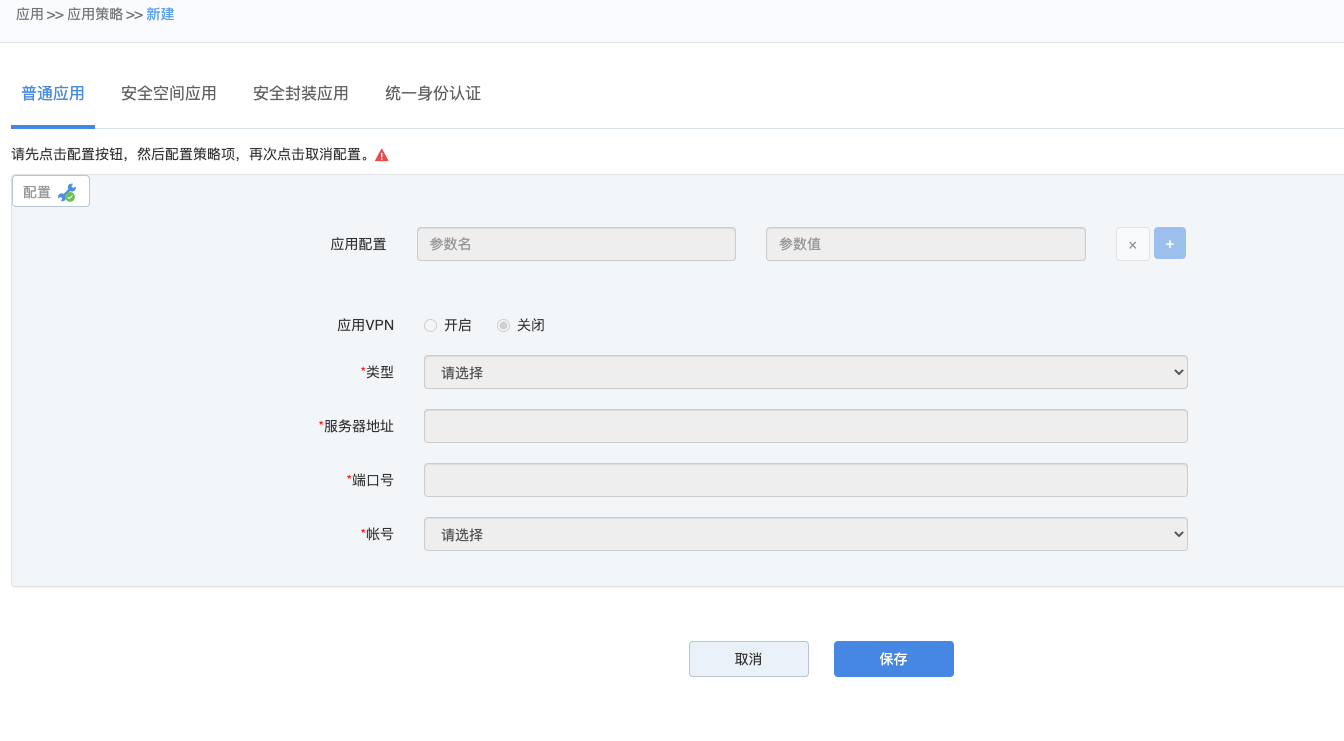 应用 >> 应用策略 >> 新建
普通应用 安全空间应用 安全封装应用 统一身份认证
请先点击配置按钮，然后配置策略项，再次点击取消配置。
配置
应用配置 参数名 参数值 × +
应用VPN 开启 关闭
*类型 请选择
*服务器地址
*端口号
*帐号 请选择
取消 保存